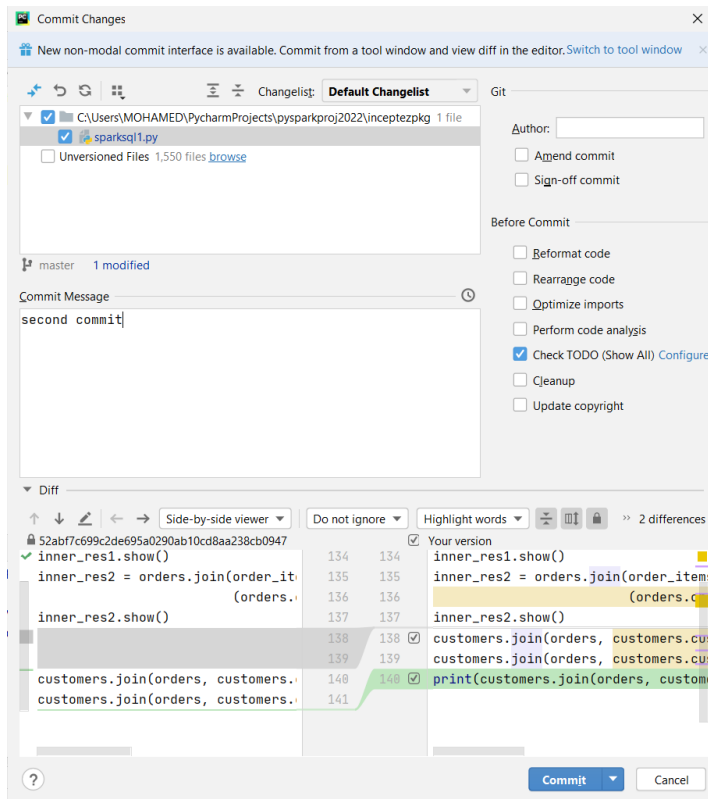 Commit Changes
New non-modal commit interface is available. Commit from a tool window and view diff in the editor. Switch to tool window
Changelist: Default Changelist
C:\Users\MOHAMED\PycharmProjects\pysparkproj2022\inceptezpkg 1 file
sparksql1.py
Unversioned Files 1,550 files browse
master 1 modified
Commit Message
second commit
Git
Author:
Amend commit
Sign-off commit
Before Commit
Reformat code
Rearrange code
Optimize imports
Perform code analysis
Check TODO (Show All) Configure
Cleanup
Update copyright
Diff
Side-by-side viewer Do not ignore Highlight words 2 differences
52abf7c699c2de695a0290ab10cd8aa238cb0947 Your version
inner_res1.show() 134 134 inner_res1.show()
inner_res2 = orders.join(order_it 135 135 inner_res2 = orders.join(order_item
(orders. 136 136 (orders.c
inner_res2.show() 137 137 inner_res2.show()
138 138 customers.join(orders, customers.cus
139 139 customers.join(orders, customers.cus
customers.join(orders, customers. 140 140 print(customers.join(orders, custome
customers.join(orders, customers. 141
? Commit Cancel